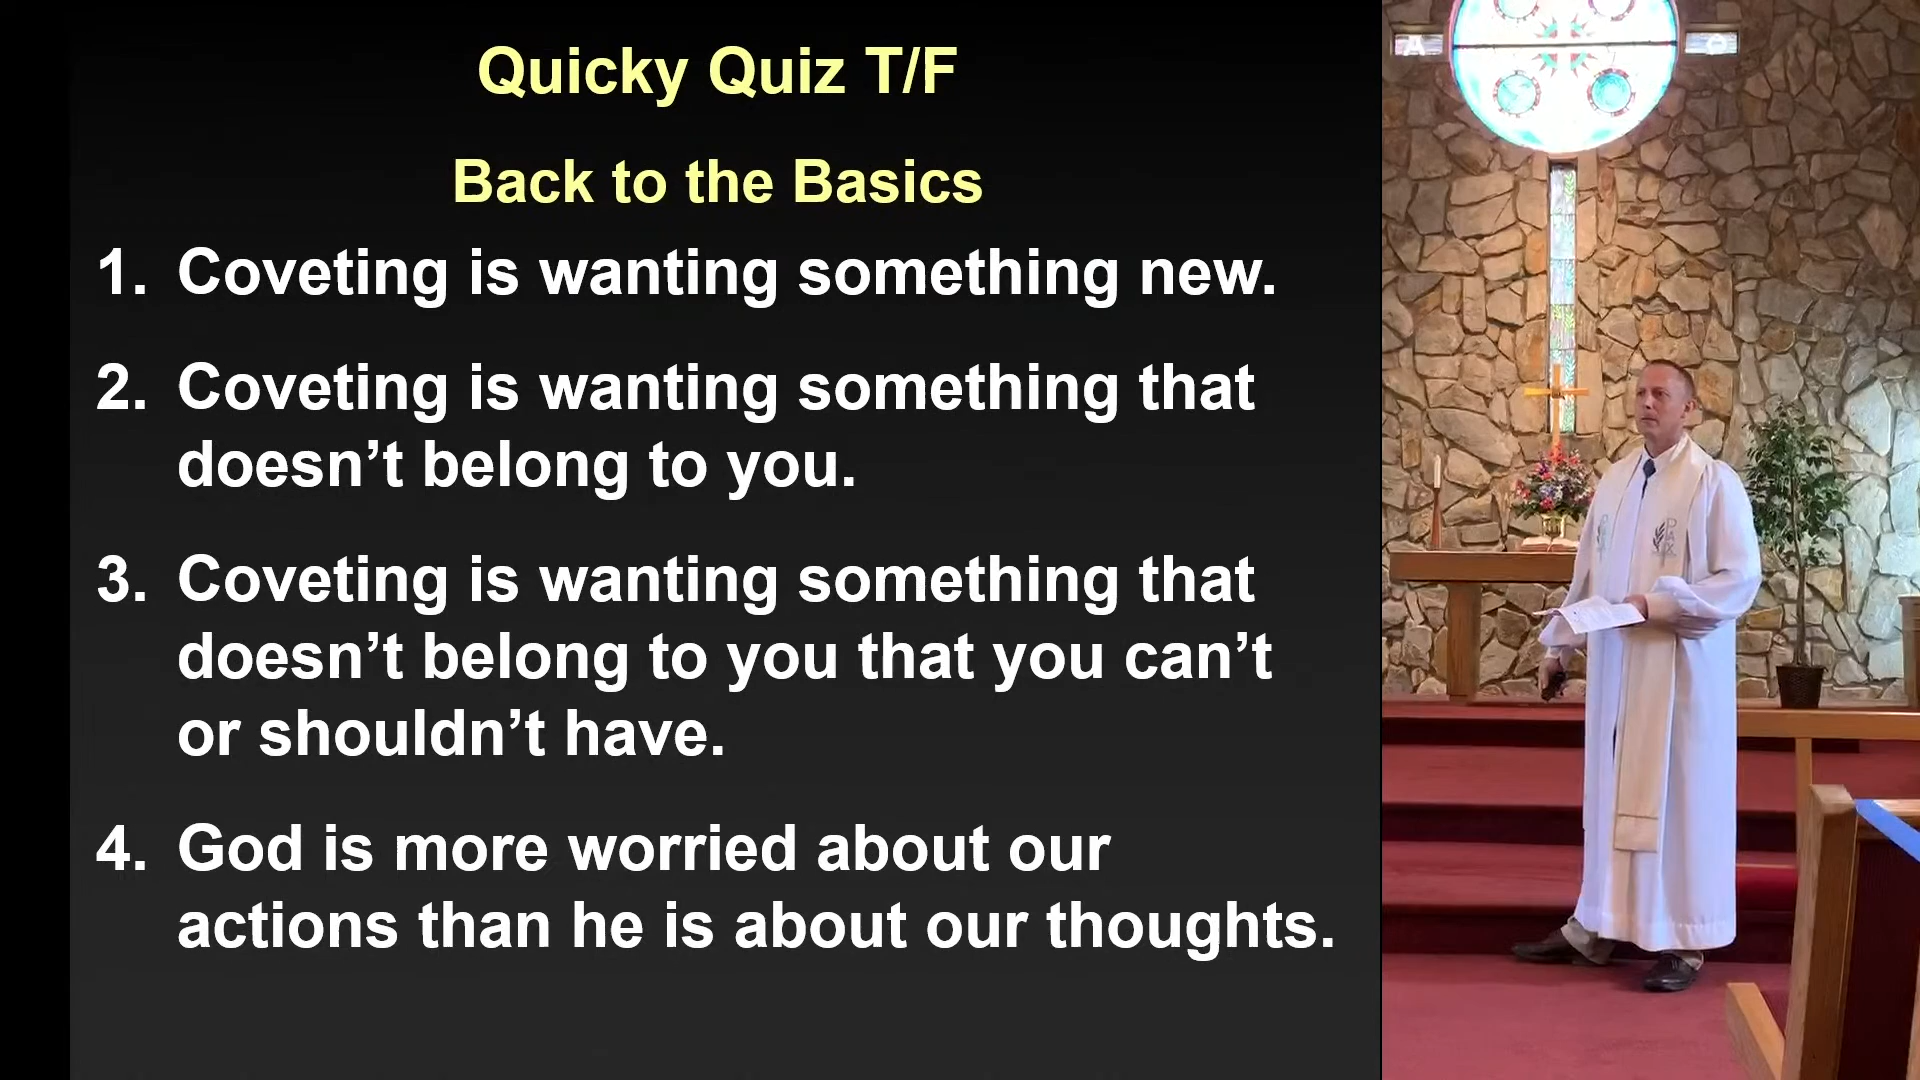 Quicky Quiz T/F
Back to the Basics
1. Coveting is wanting something new.
2. Coveting is wanting something that
doesn’t belong to you.
3. Coveting is wanting something that
doesn’t belong to you that you can’t
or shouldn’t have.
4. God is more worried about our
actions than he is about our thoughts.
A
PAX